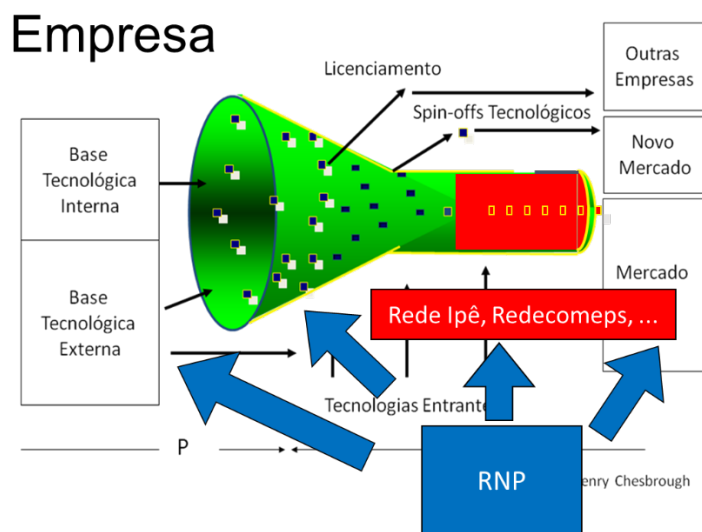 Empresa
Licenciamento
Outras
Empresas
Spin-offs Tecnológicos
Base
Tecnológica
Interna
Novo
Mercado
Base
Tecnológica
Externa
Mercado
Rede Ipê, Redecomeps, ...
Tecnologias Entrante
P
RNP
enry Chesbrough